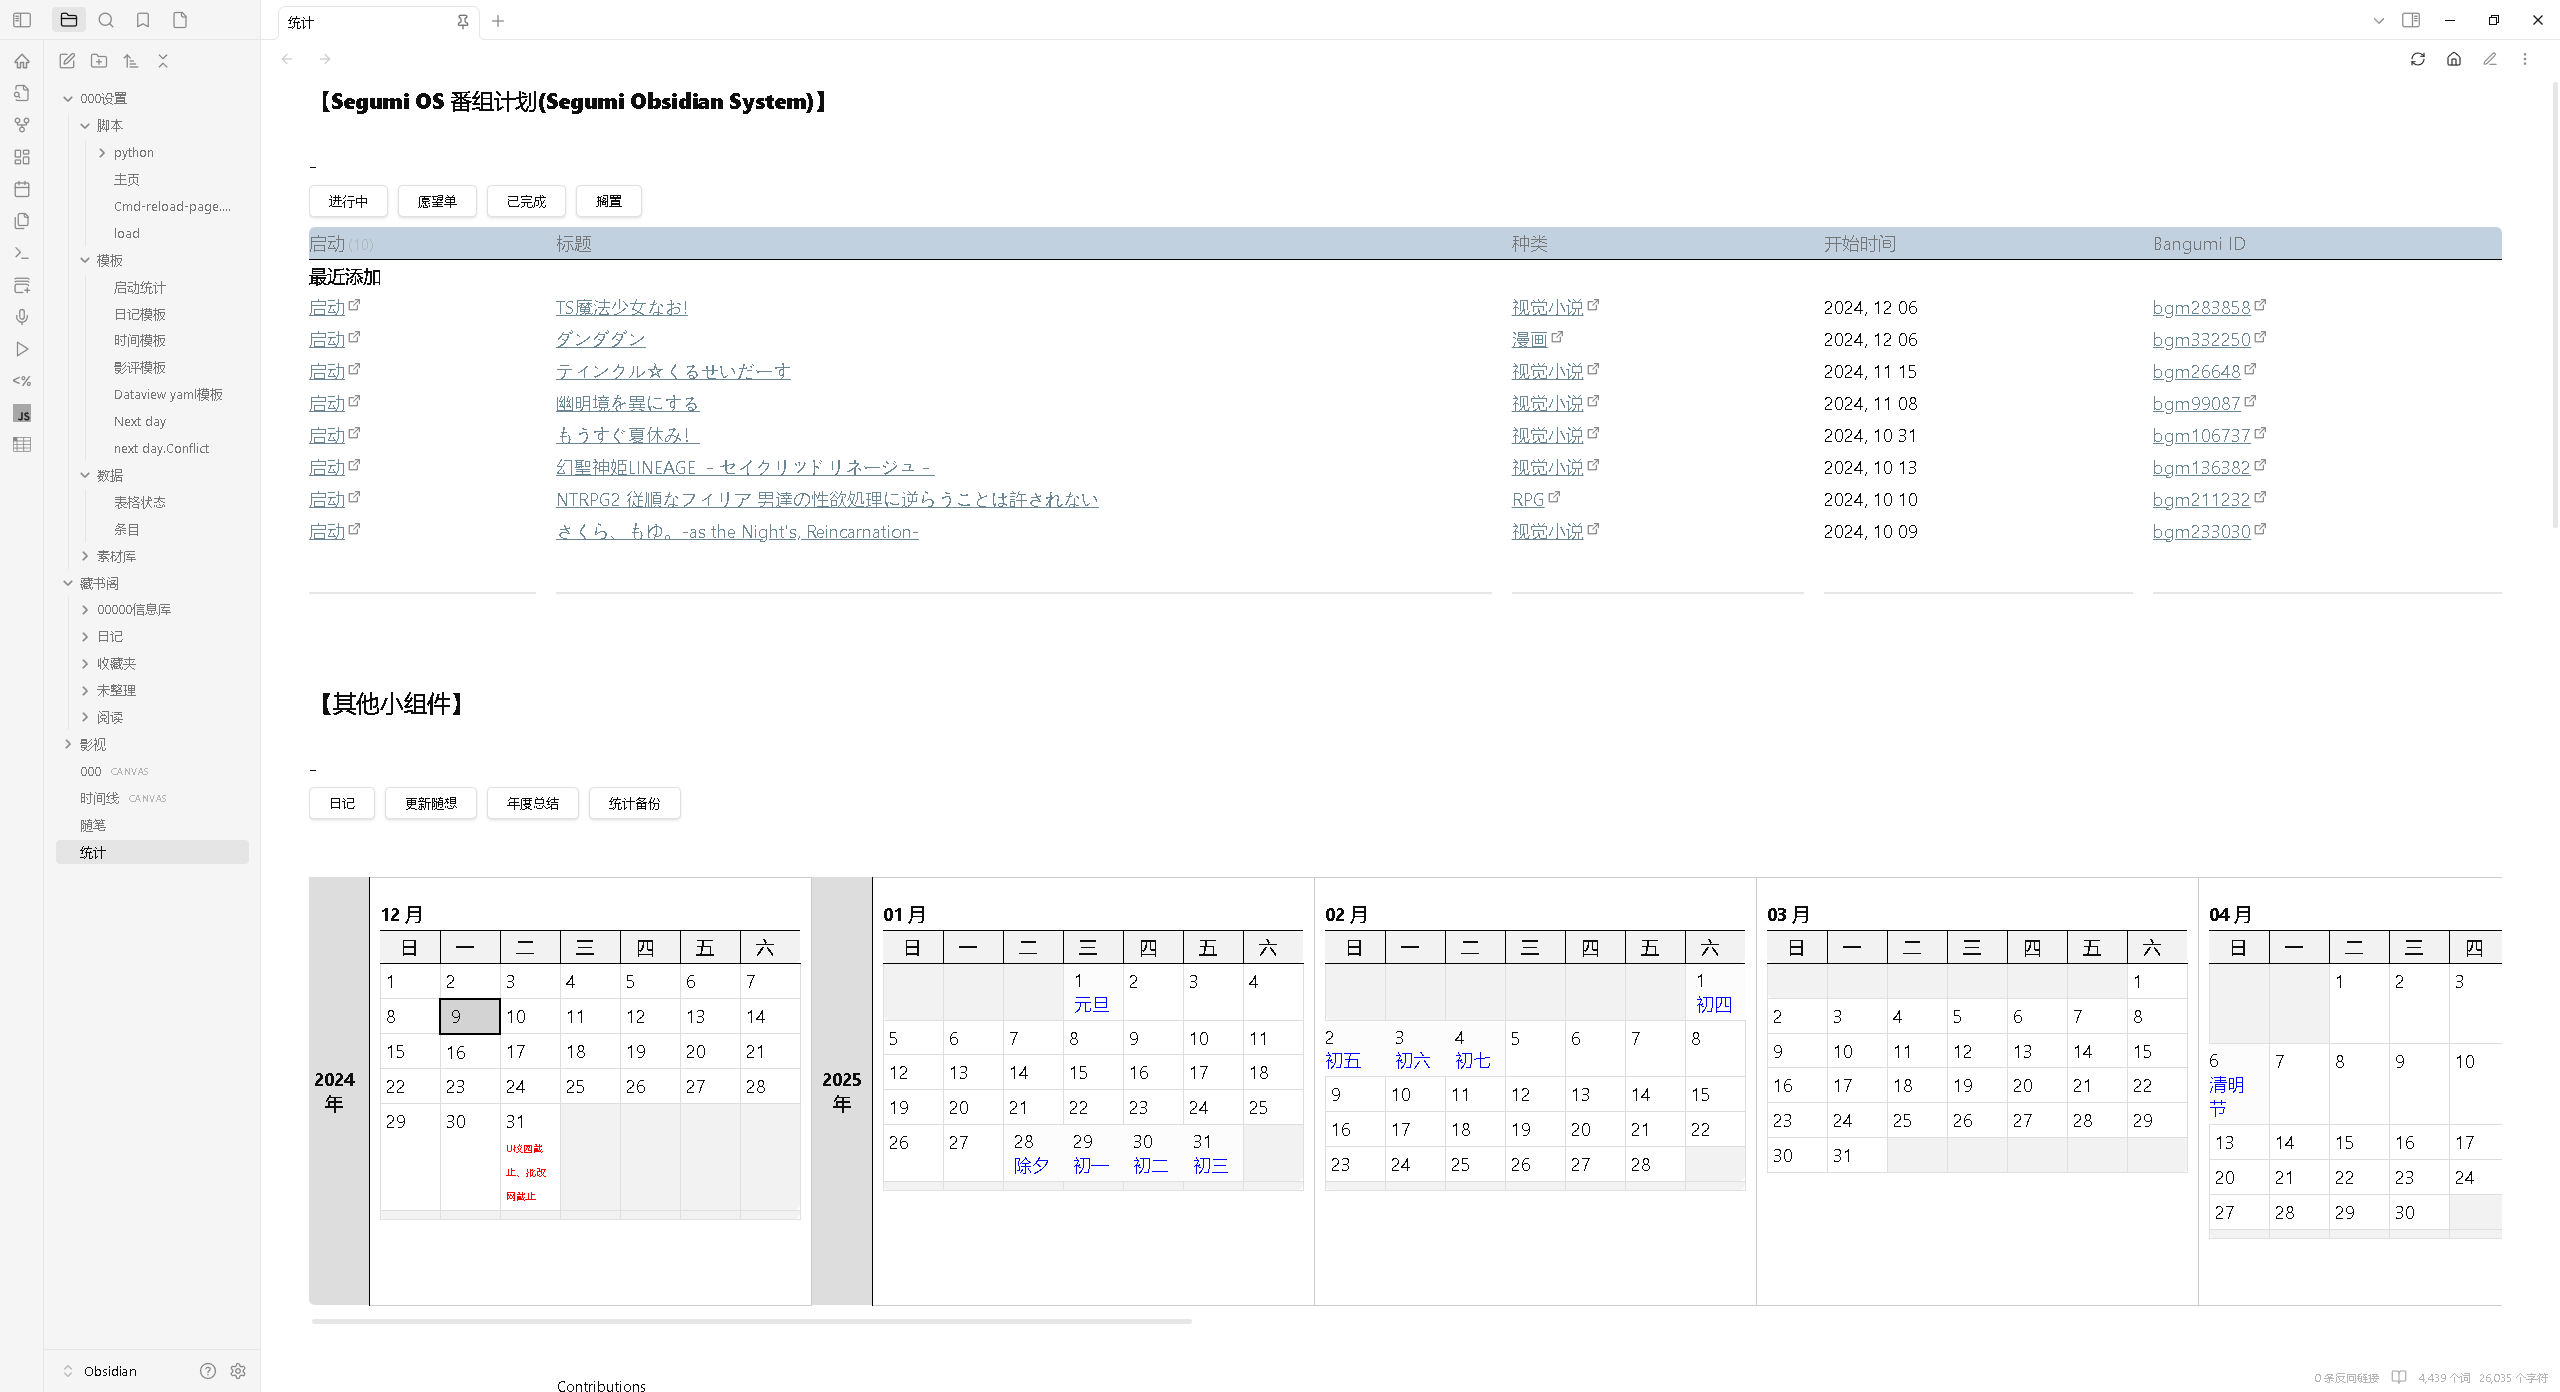 统计
000设置
脚本
python
主页
Cmd-reload-page....
load
模板
启动统计
日记模板
时间模板
影评模板
Dataview yaml模板
Next day
next day.Conflict
数据
表格状态
条目
素材库
藏书阁
00000信息库
日记
收藏夹
未整理
阅读
影视
000 CANVAS
时间线 CANVAS
随笔
统计
Obsidian
【Segumi OS 番组计划(Segumi Obsidian System)】
-
进行中 愿望单 已完成 搁置
启动 (10) 标题 种类 开始时间 Bangumi ID
最近添加
启动 TS魔法少女なお! 视觉小说 2024, 12 06 bgm283858
启动 ダンダダン 漫画 2024, 12 06 bgm332250
启动 ティンクル☆くるせいだーす 视觉小说 2024, 11 15 bgm26648
启动 幽明境を異にする 视觉小说 2024, 11 08 bgm99087
启动 もうすぐ夏休み! 视觉小说 2024, 10 31 bgm106737
启动 幻聖神姫LINEAGE －セイクリッド リネージュ－ 视觉小说 2024, 10 13 bgm136382
启动 NTRPG2 従順なフィリア 男達の性欲処理に逆らうことは許されない RPG 2024, 10 10 bgm211232
启动 さくら、もゆ。-as the Night's, Reincarnation- 视觉小说 2024, 10 09 bgm233030
【其他小组件】
-
日记 更新随想 年度总结 统计备份
2024年
12 月
日 一 二 三 四 五 六
1 2 3 4 5 6 7
8 9 10 11 12 13 14
15 16 17 18 19 20 21
22 23 24 25 26 27 28
29 30 31
U校园截
止、批改
网截止
2025年
01 月
日 一 二 三 四 五 六
1 2 3 4
元旦
5 6 7 8 9 10 11
12 13 14 15 16 17 18
19 20 21 22 23 24 25
26 27 28 29 30 31
除夕 初一 初二 初三
02 月
日 一 二 三 四 五 六
1
初四
2 3 4 5 6 7 8
初五 初六 初七
9 10 11 12 13 14 15
16 17 18 19 20 21 22
23 24 25 26 27 28
03 月
日 一 二 三 四 五 六
1
2 3 4 5 6 7 8
9 10 11 12 13 14 15
16 17 18 19 20 21 22
23 24 25 26 27 28 29
30 31
04 月
日 一 二 三 四
1 2 3
6 7 8 9 10
清明
节
13 14 15 16 17
20 21 22 23 24
27 28 29 30
Contributions
0 条反向链接 4,439 个词 26,035 个字符